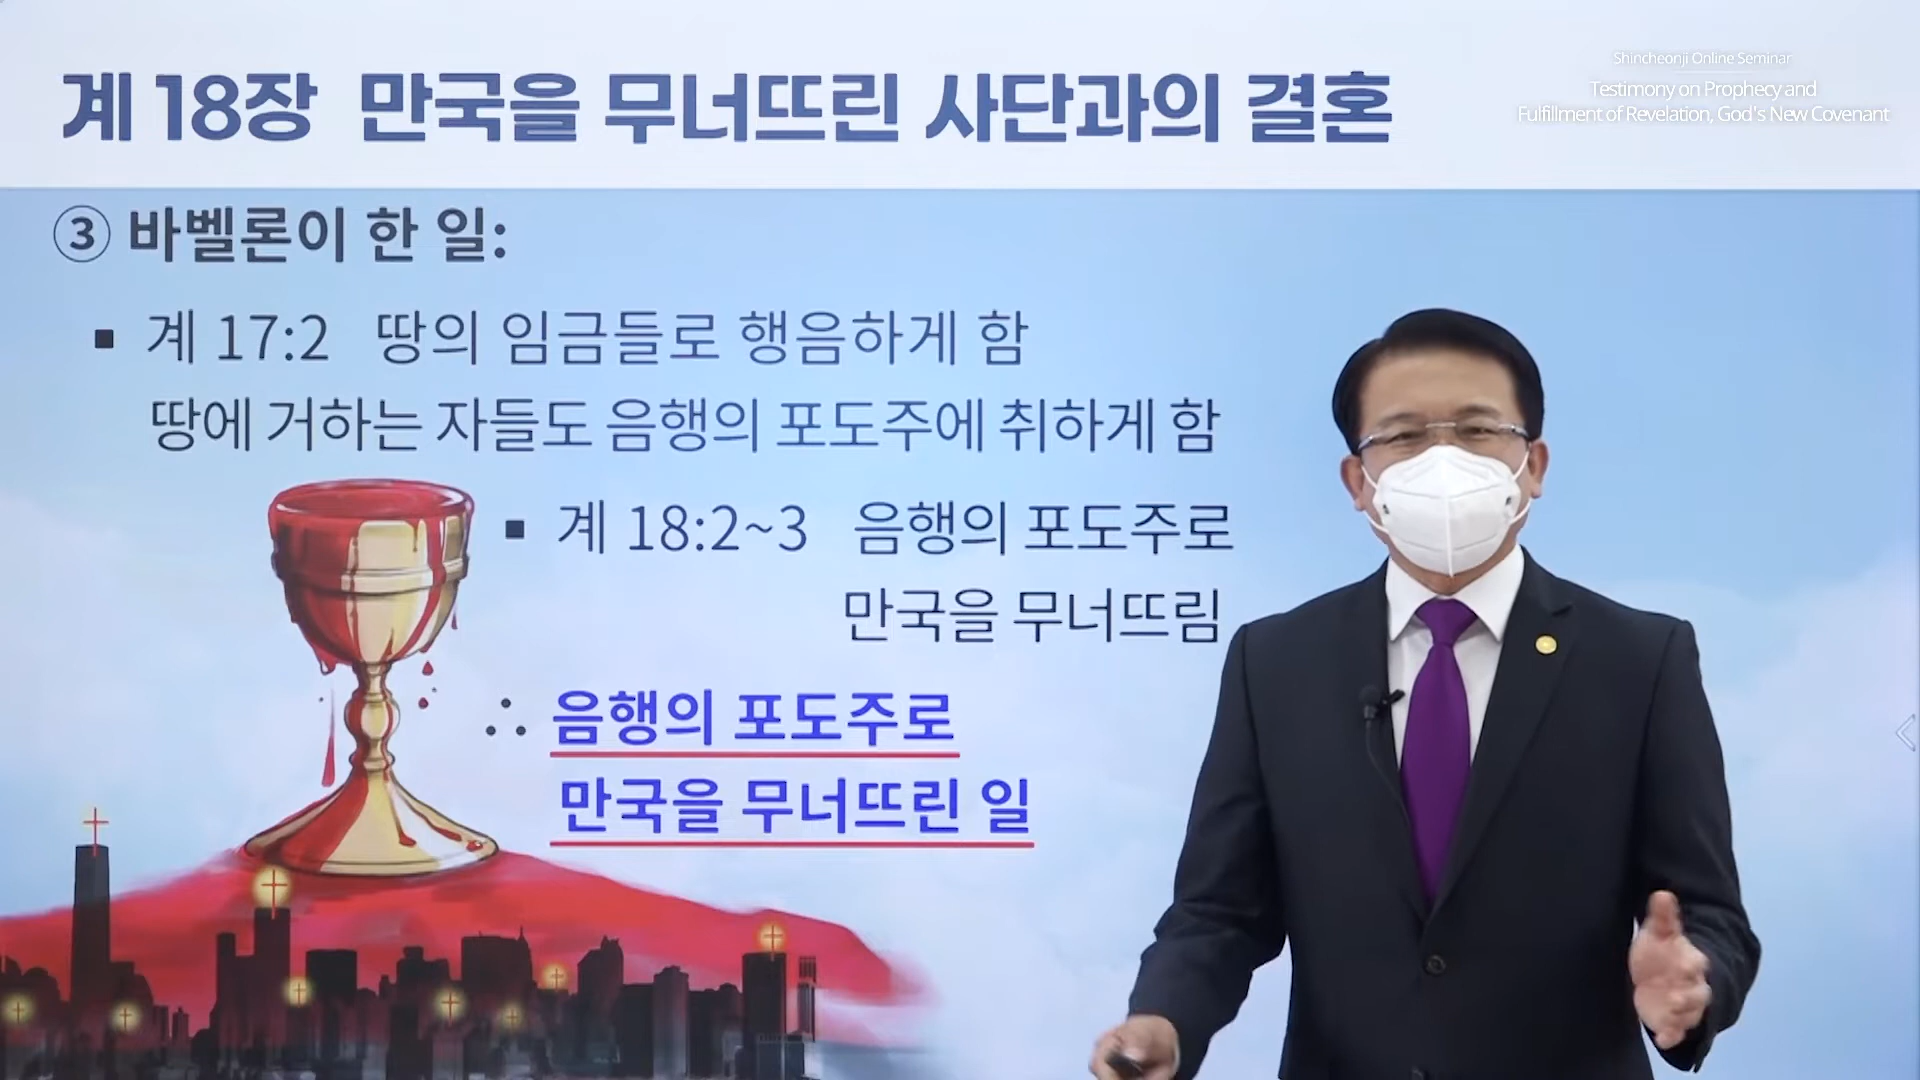 계 18장 만국을 무너뜨린 사단과의 결혼
Shincheonji Online Seminar
Testimony on Prophecy and
Fulfillment of Revelation, God's New Covenant
③ 바벨론이 한 일:
▪ 계 17:2 땅의 임금들로 행음하게 함
땅에 거하는 자들도 음행의 포도주에 취하게 함
▪ 계 18:2~3 음행의 포도주로
만국을 무너뜨림
∴ 음행의 포도주로
만국을 무너뜨린 일